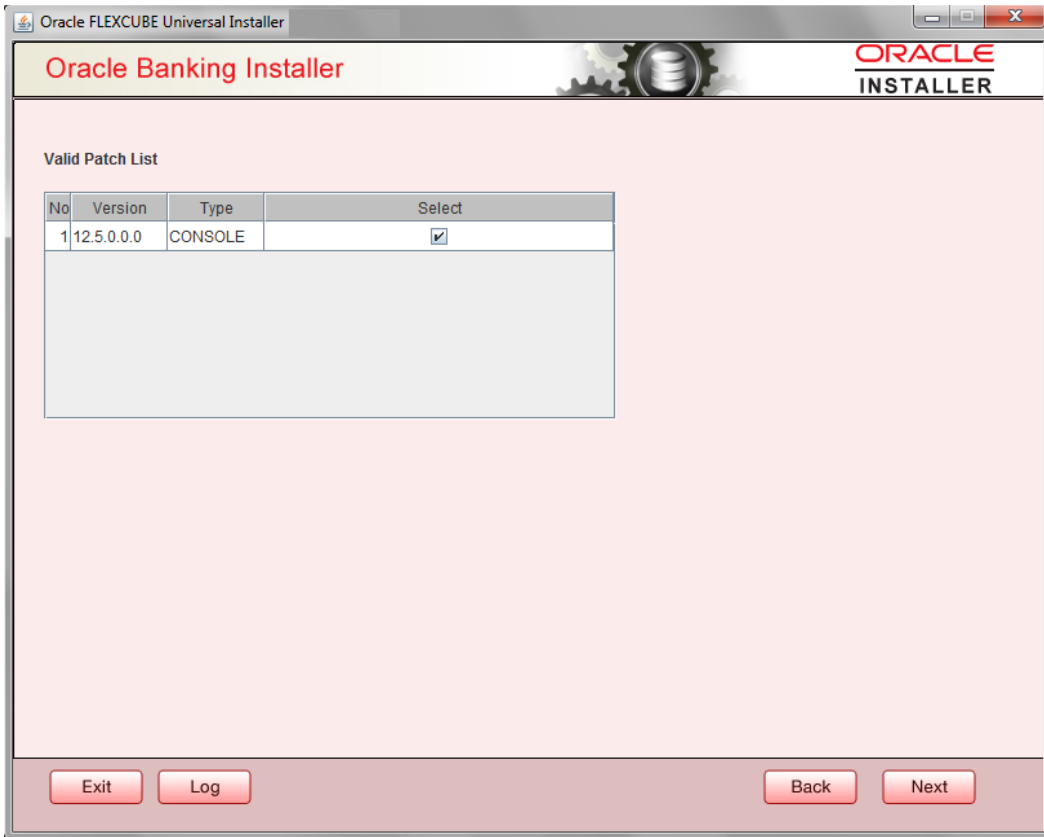 Oracle FLEXCUBE Universal Installer
Oracle Banking Installer
ORACLE
INSTALLER
Valid Patch List
No Version Type Select
1 12.5.0.0.0 CONSOLE
Exit Log Back Next